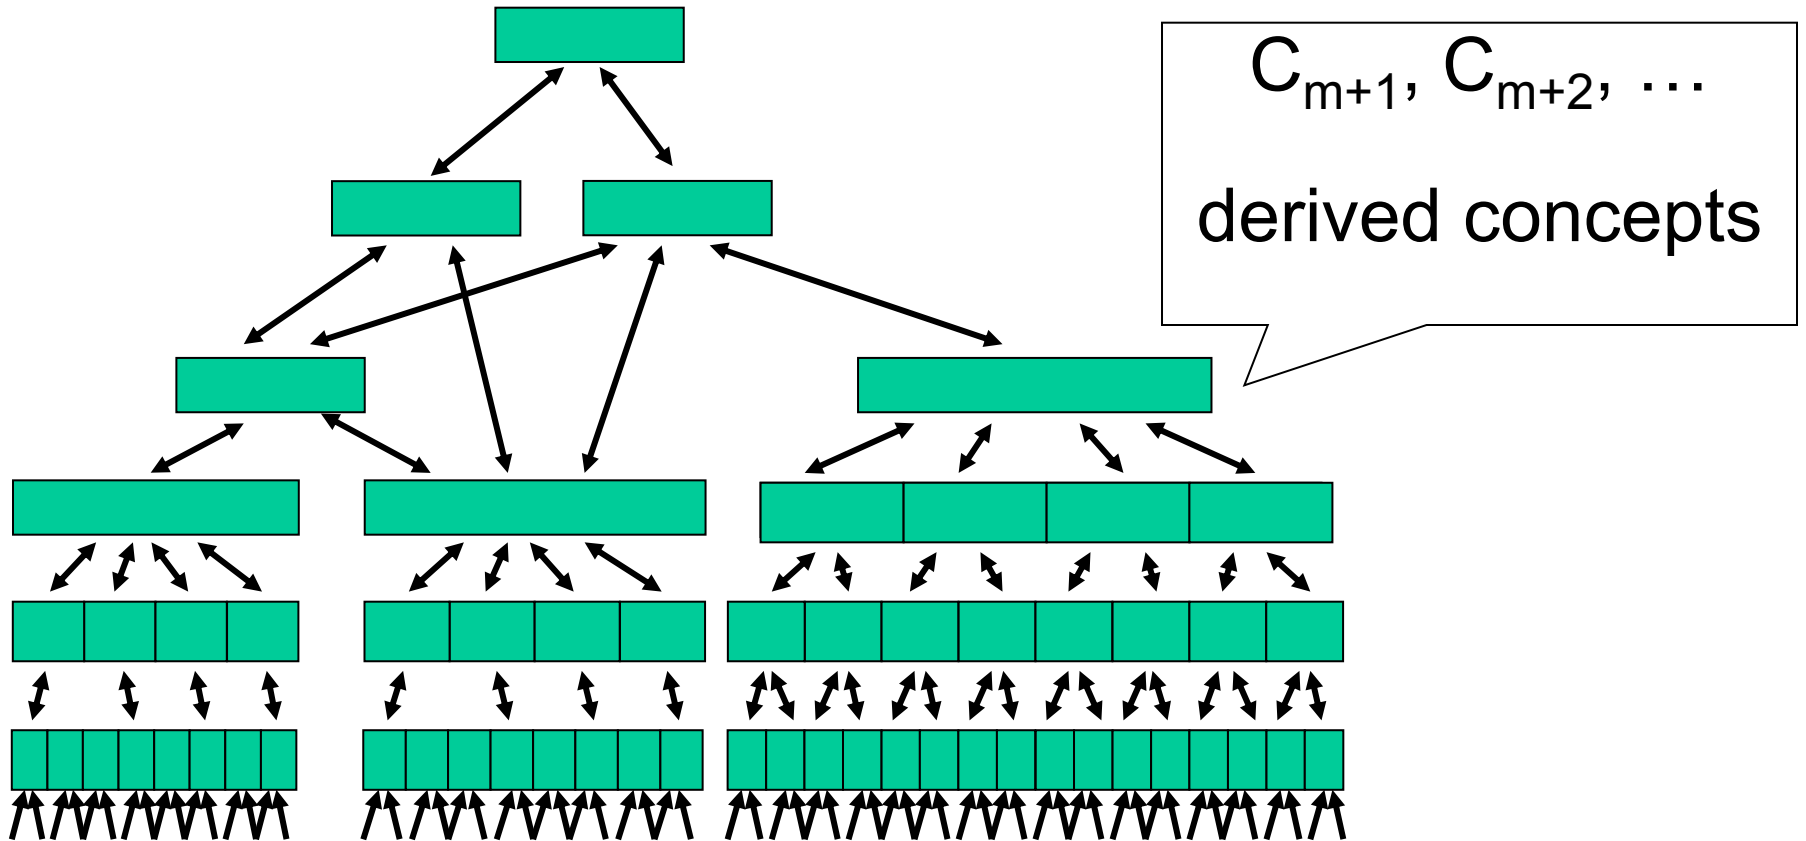 Cm+1, Cm+2, …
derived concepts